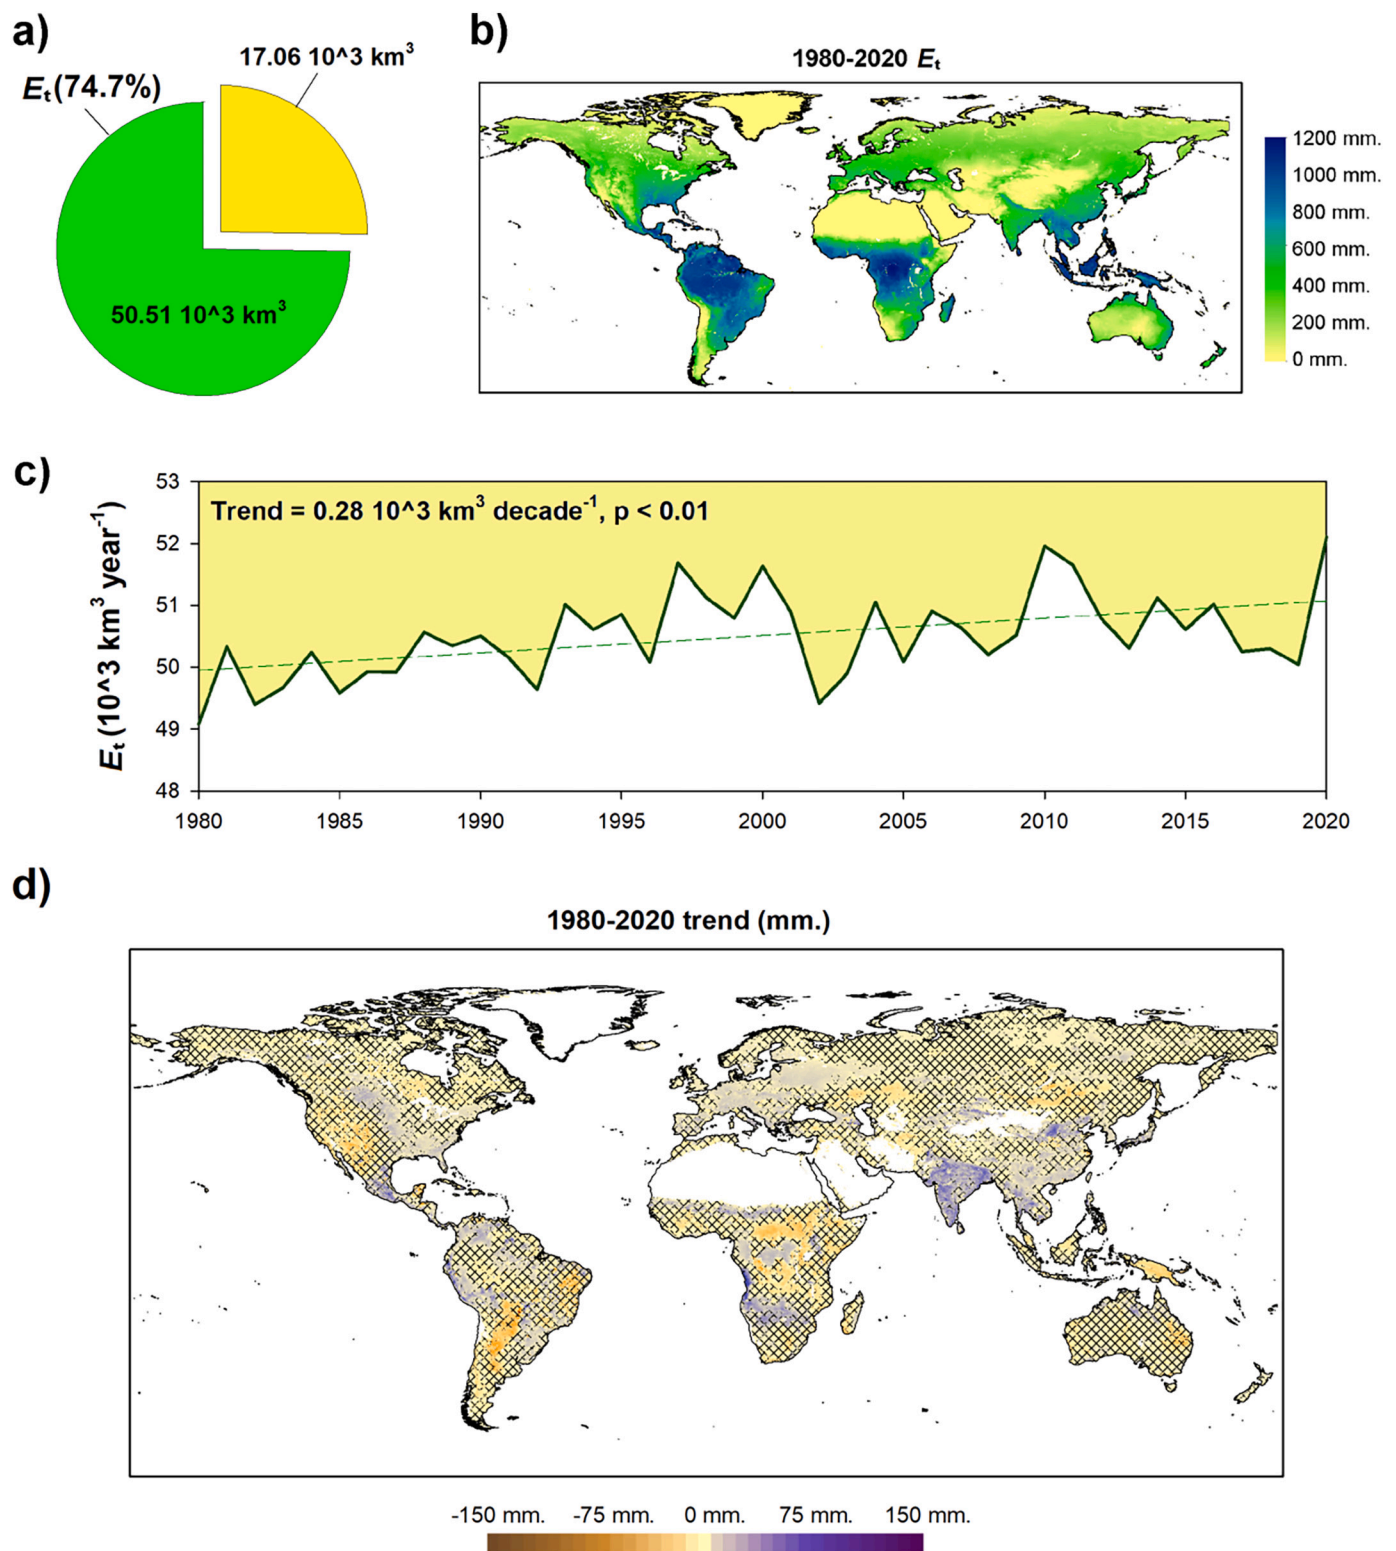 a)
17.06 10^3 km³
Eₜ(74.7%)
50.51 10^3 km³
b)
1980-2020 Eₜ
1200 mm.
1000 mm.
800 mm.
600 mm.
400 mm.
200 mm.
0 mm.
c)
Eₜ (10^3 km³ year⁻¹)
53
52
51
50
49
48
Trend = 0.28 10^3 km³ decade⁻¹, p < 0.01
1980 1985 1990 1995 2000 2005 2010 2015 2020
d)
1980-2020 trend (mm.)
-150 mm. -75 mm. 0 mm. 75 mm. 150 mm.